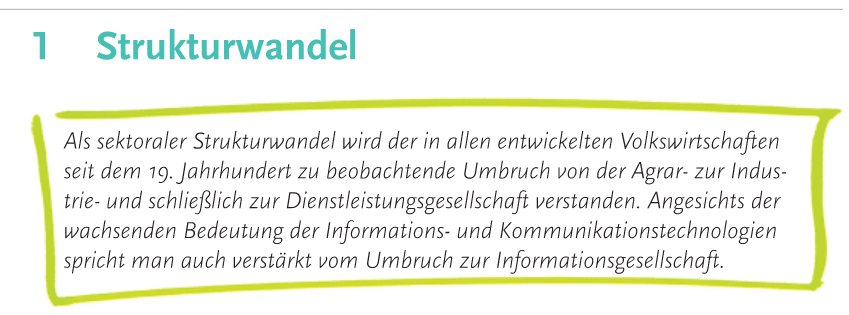 1 Strukturwandel
Als sektoraler Strukturwandel wird der in allen entwickelten Volkswirtschaften
seit dem 19. Jahrhundert zu beobachtende Umbruch von der Agrar- zur Indus-
trie- und schließlich zur Dienstleistungsgesellschaft verstanden. Angesichts der
wachsenden Bedeutung der Informations- und Kommunikationstechnologien
spricht man auch verstärkt vom Umbruch zur Informationsgesellschaft.